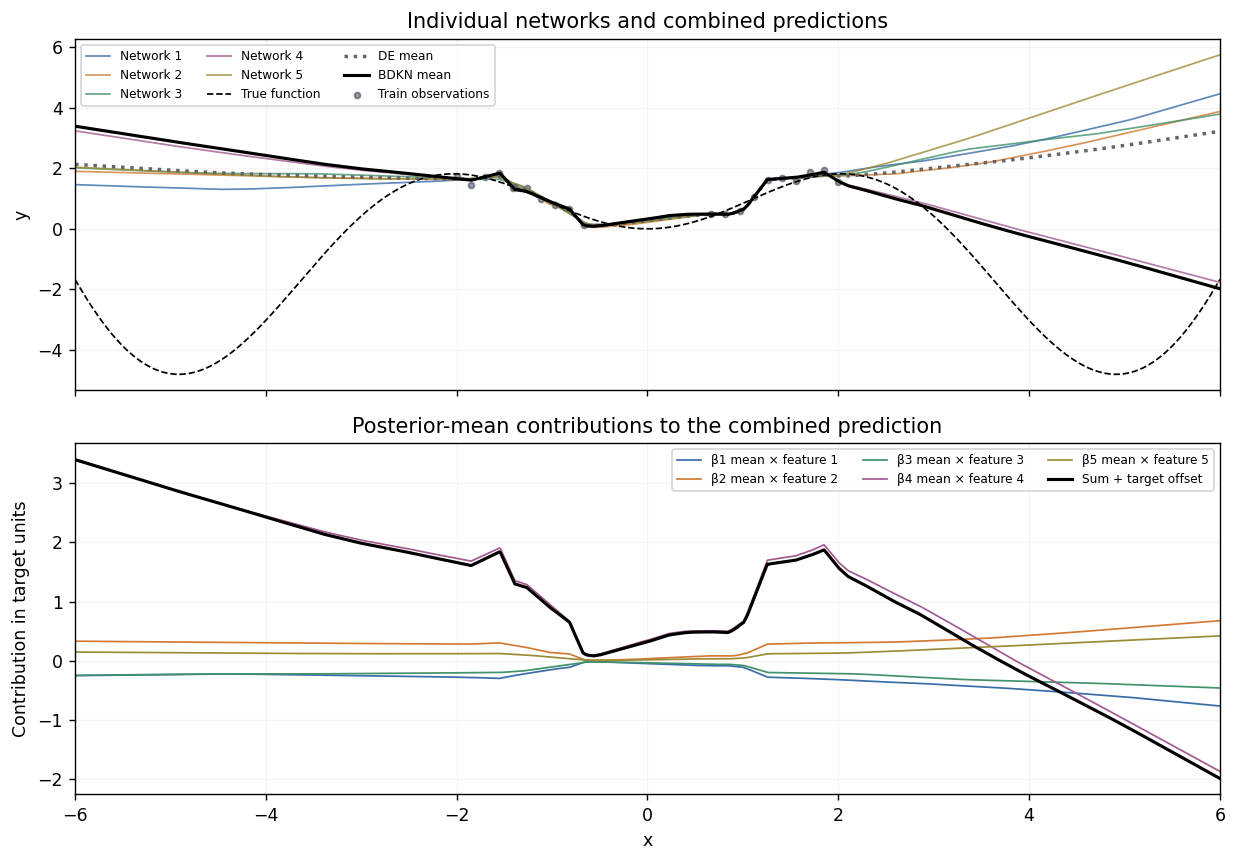 Individual networks and combined predictions
Network 1
Network 2
Network 3
Network 4
Network 5
True function
DE mean
BDKN mean
Train observations
6
4
2
0
−2
−4
y
Posterior-mean contributions to the combined prediction
β1 mean × feature 1
β2 mean × feature 2
β3 mean × feature 3
β4 mean × feature 4
β5 mean × feature 5
Sum + target offset
3
2
1
0
−1
−2
Contribution in target units
−6
−4
−2
0
2
4
6
x